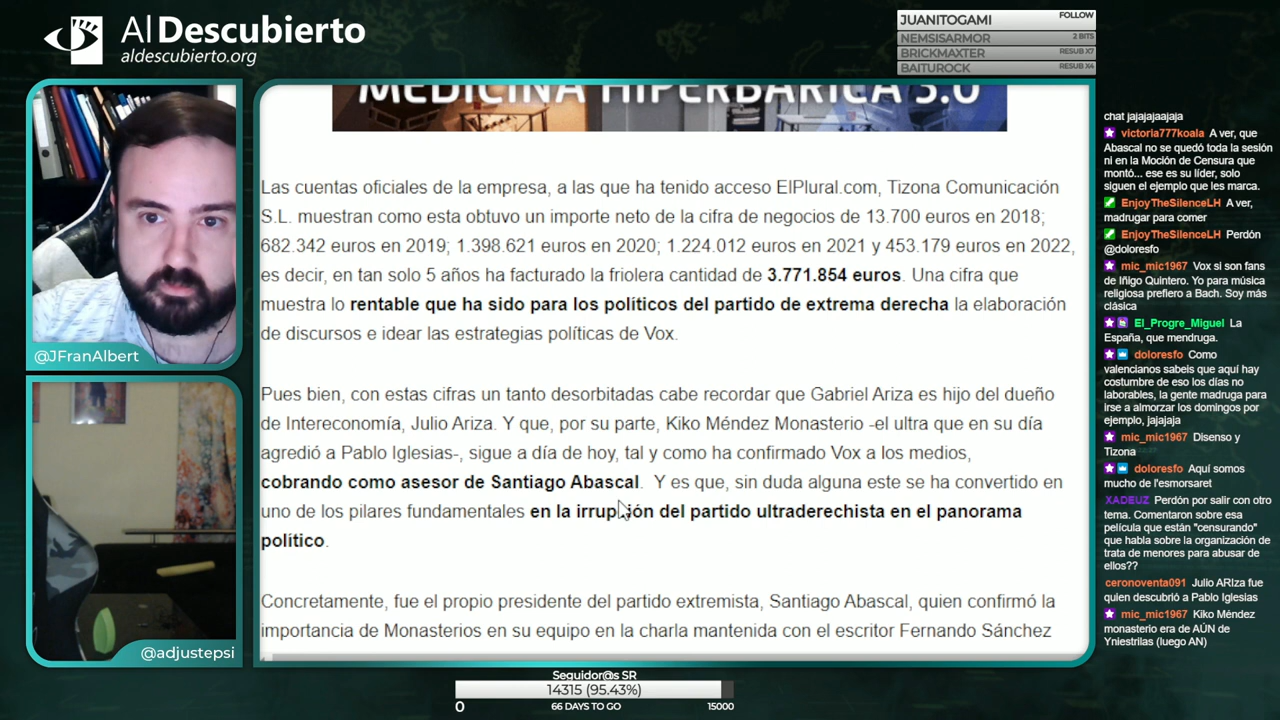 Al Descubierto
aldescubierto.org
JUANITOGAMI FOLLOW
NEMSISARMOR 2 BITS
BRICKMAXTER RESUB X7
BAITUROCK RESUB X4
@JFranAlbert
@adjustepsi
MEDICINA HIPERBÁRICA 3.0
Las cuentas oficiales de la empresa, a las que ha tenido acceso ElPlural.com, Tizona Comunicación
S.L. muestran como esta obtuvo un importe neto de la cifra de negocios de 13.700 euros en 2018;
682.342 euros en 2019; 1.398.621 euros en 2020; 1.224.012 euros en 2021 y 453.179 euros en 2022,
es decir, en tan solo 5 años ha facturado la friolera cantidad de 3.771.854 euros. Una cifra que
muestra lo rentable que ha sido para los políticos del partido de extrema derecha la elaboración
de discursos e idear las estrategias políticas de Vox.
Pues bien, con estas cifras un tanto desorbitadas cabe recordar que Gabriel Ariza es hijo del dueño
de Intereconomía, Julio Ariza. Y que, por su parte, Kiko Méndez Monasterio -el ultra que en su día
agredió a Pablo Iglesias-, sigue a día de hoy, tal y como ha confirmado Vox a los medios,
cobrando como asesor de Santiago Abascal. Y es que, sin duda alguna este se ha convertido en
uno de los pilares fundamentales en la irrupción del partido ultraderechista en el panorama
político.
Concretamente, fue el propio presidente del partido extremista, Santiago Abascal, quien confirmó la
importancia de Monasterios en su equipo en la charla mantenida con el escritor Fernando Sánchez
chat jajajajaajaja
victoria777koala A ver, que
Abascal no se quedó toda la sesión
ni en la Moción de Censura que
montó... ese es su líder, solo
siguen el ejemplo que les marca.
EnjoyTheSilenceLH A ver,
madrugar para comer
EnjoyTheSilenceLH Perdón
@doloresfo
mic_mic1967 Vox si son fans
de Iñigo Quintero. Yo para música
religiosa prefiero a Bach. Soy más
clásica
El_Progre_Miguel La
España, que mendruga.
doloresfo Como
valencianos sabeis que aquí hay
costumbre de eso los días no
laborables, la gente madruga para
irse a almorzar los domingos por
ejemplo, jajajaja
mic_mic1967 Disenso y
Tizona
doloresfo Aquí somos
mucho de l'esmorsaret
XADEUZ Perdón por salir con otro
tema. Comentaron sobre esa
película que están "censurando"
que habla sobre la organización de
trata de menores para abusar de
ellos??
ceronoventa091 Julio ARIza fue
quien descubrió a Pablo Iglesias
mic_mic1967 Kiko Méndez
monasterio era de AÚN de
Yniestrilas (luego AN)
Seguidor@s SR
14315 (95.43%)
0 66 DAYS TO GO 15000